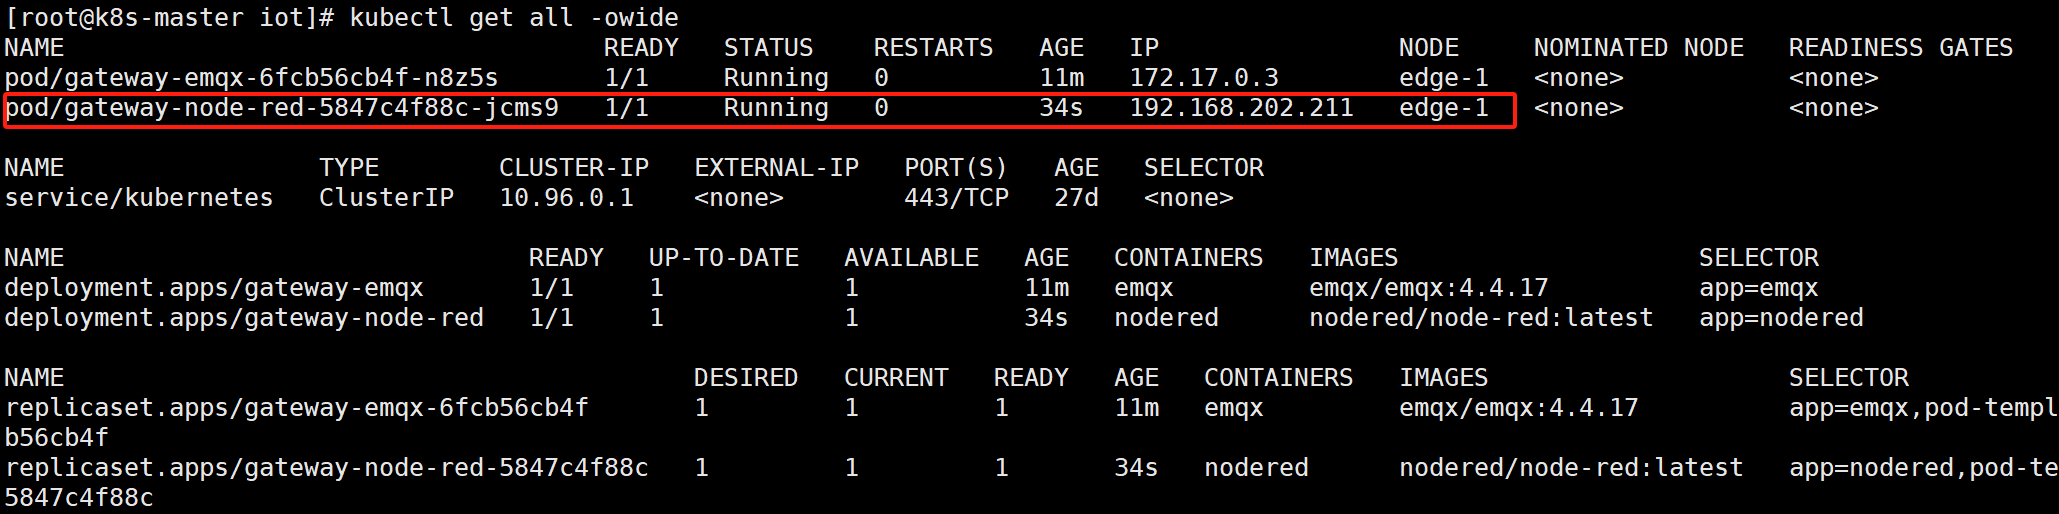 [root@k8s-master iot]# kubectl get all -owide
NAME READY STATUS RESTARTS AGE IP NODE NOMINATED NODE READINESS GATES
pod/gateway-emqx-6fcb56cb4f-n8z5s 1/1 Running 0 11m 172.17.0.3 edge-1 <none> <none>
pod/gateway-node-red-5847c4f88c-jcms9 1/1 Running 0 34s 192.168.202.211 edge-1 <none> <none>
NAME TYPE CLUSTER-IP EXTERNAL-IP PORT(S) AGE SELECTOR
service/kubernetes ClusterIP 10.96.0.1 <none> 443/TCP 27d <none>
NAME READY UP-TO-DATE AVAILABLE AGE CONTAINERS IMAGES SELECTOR
deployment.apps/gateway-emqx 1/1 1 1 11m emqx emqx/emqx:4.4.17 app=emqx
deployment.apps/gateway-node-red 1/1 1 1 34s nodered nodered/node-red:latest app=nodered
NAME DESIRED CURRENT READY AGE CONTAINERS IMAGES SELECTOR
replicaset.apps/gateway-emqx-6fcb56cb4f 1 1 1 11m emqx emqx/emqx:4.4.17 app=emqx,pod-templ
b56cb4f
replicaset.apps/gateway-node-red-5847c4f88c 1 1 1 34s nodered nodered/node-red:latest app=nodered,pod-te
5847c4f88c